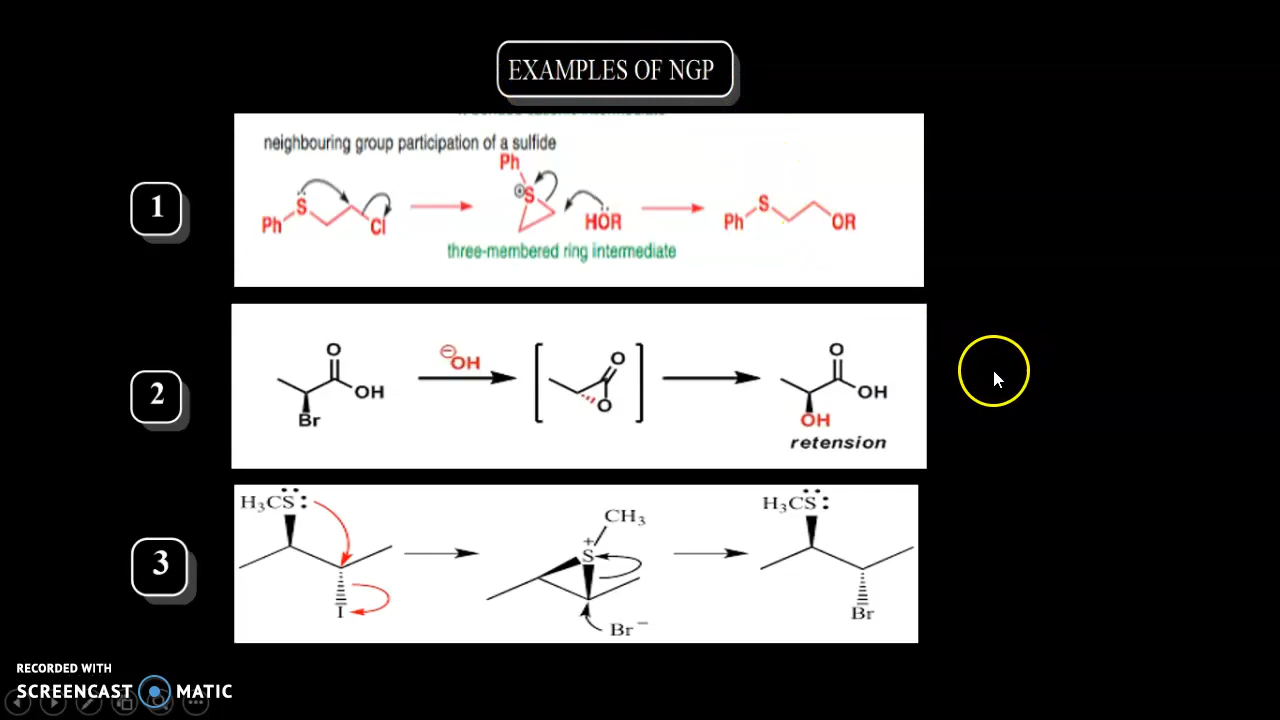 EXAMPLES OF NGP
neighbouring group participation of a sulfide
1
Ph S Cl
Ph S
HOR
Ph S OR
three-membered ring intermediate
2
O OH Br
⊖OH
O O
O OH OH
retension
3
H₃CS: I
CH₃ S+
Br⁻
H₃CS: Br
RECORDED WITH
SCREENCAST MATIC